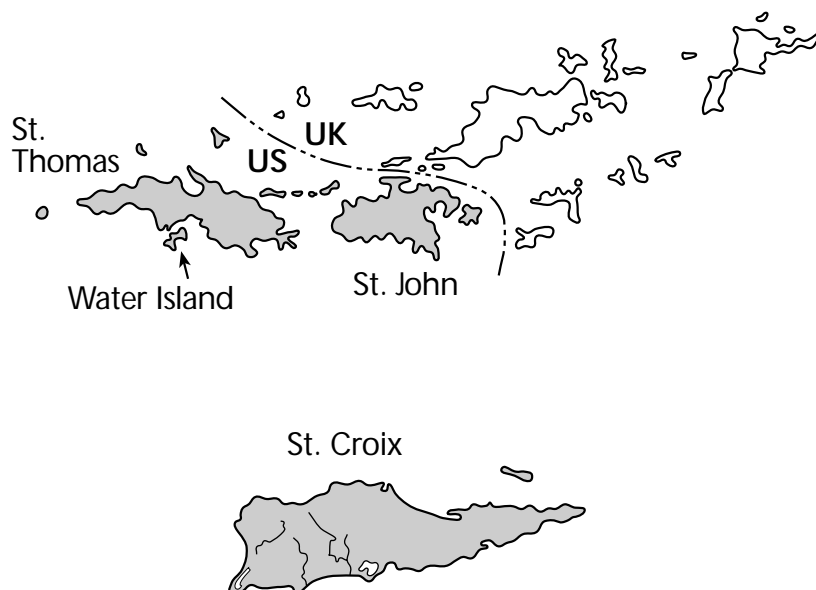 St.
Thomas
UK
US
Water Island
St. John
St. Croix